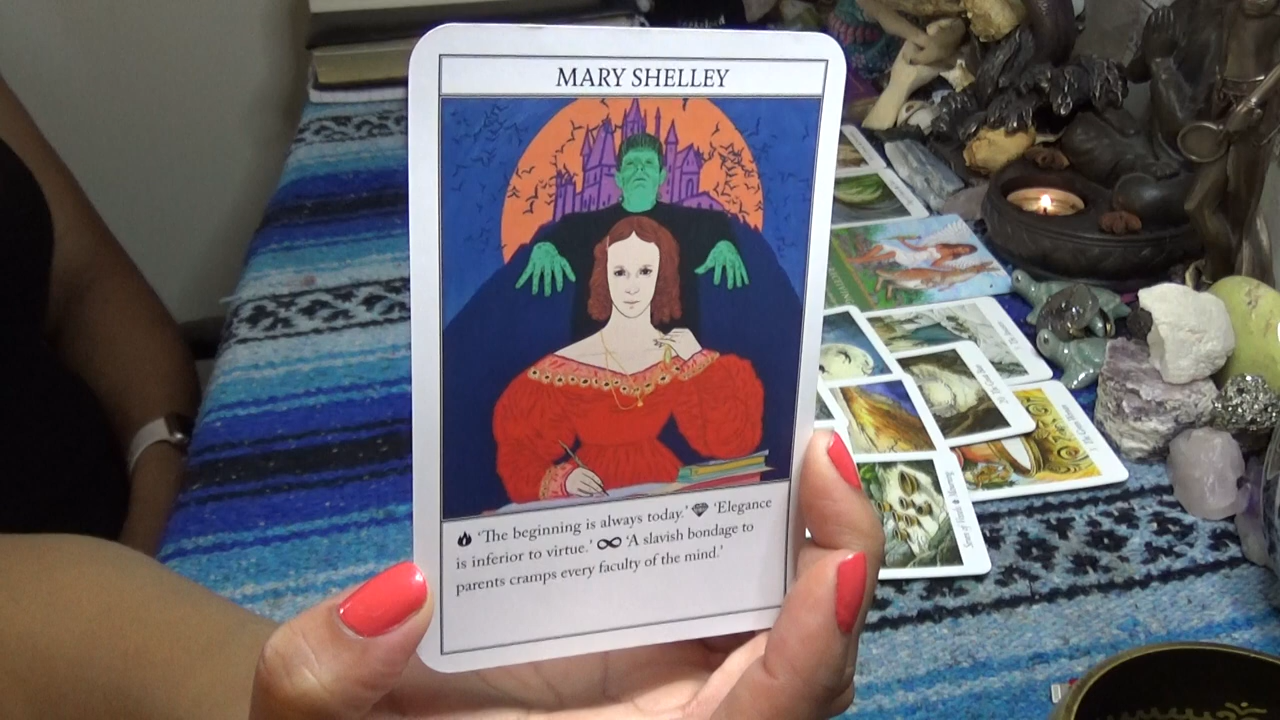 MARY SHELLEY
'The beginning is always today.' 'Elegance
is inferior to virtue.' 'A slavish bondage to
parents cramps every faculty of the mind.'